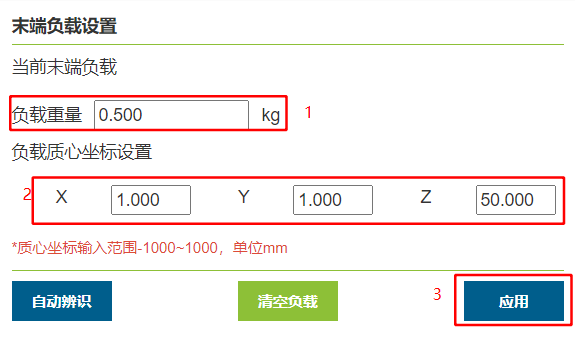 末端负载设置
当前末端负载
负载重量 0.500 kg 1
负载质心坐标设置
2 X 1.000 Y 1.000 Z 50.000
*质心坐标输入范围-1000~1000，单位mm
自动辨识 清空负载 3 应用